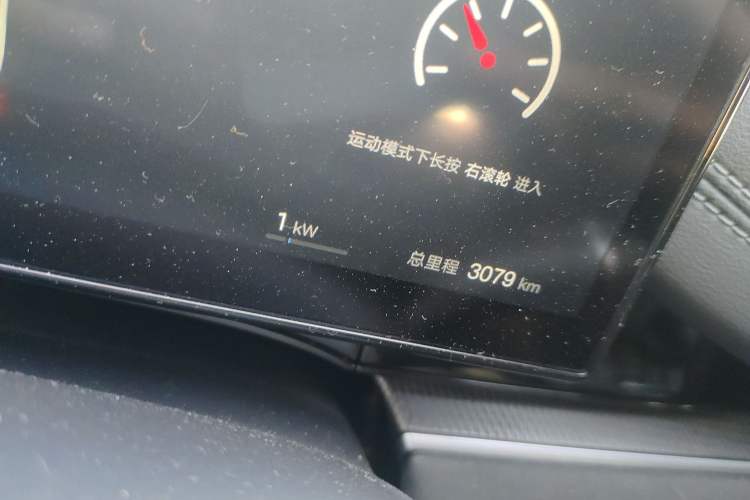 运动模式下长按 右滚轮 进入
1 kW
总里程 3079 km